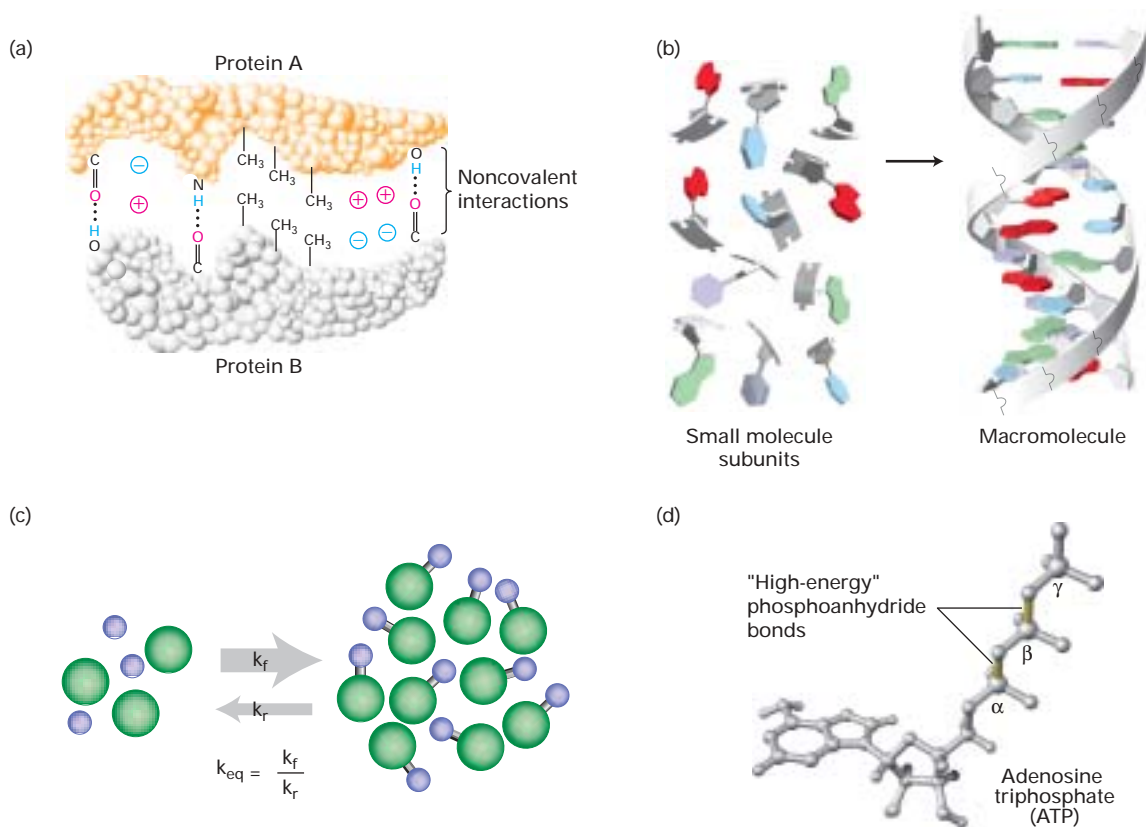 (a)
Protein A
C
O
H
O
−
+
N
H
O
C
CH3
CH3
CH3
CH3
CH3
CH3
+ +
− −
O
H
O
C
Noncovalent
interactions
Protein B
(b)
Small molecule
subunits
Macromolecule
(c)
kf
kr
keq = kf
kr
(d)
"High-energy"
phosphoanhydride
bonds
γ
β
α
Adenosine
triphosphate
(ATP)